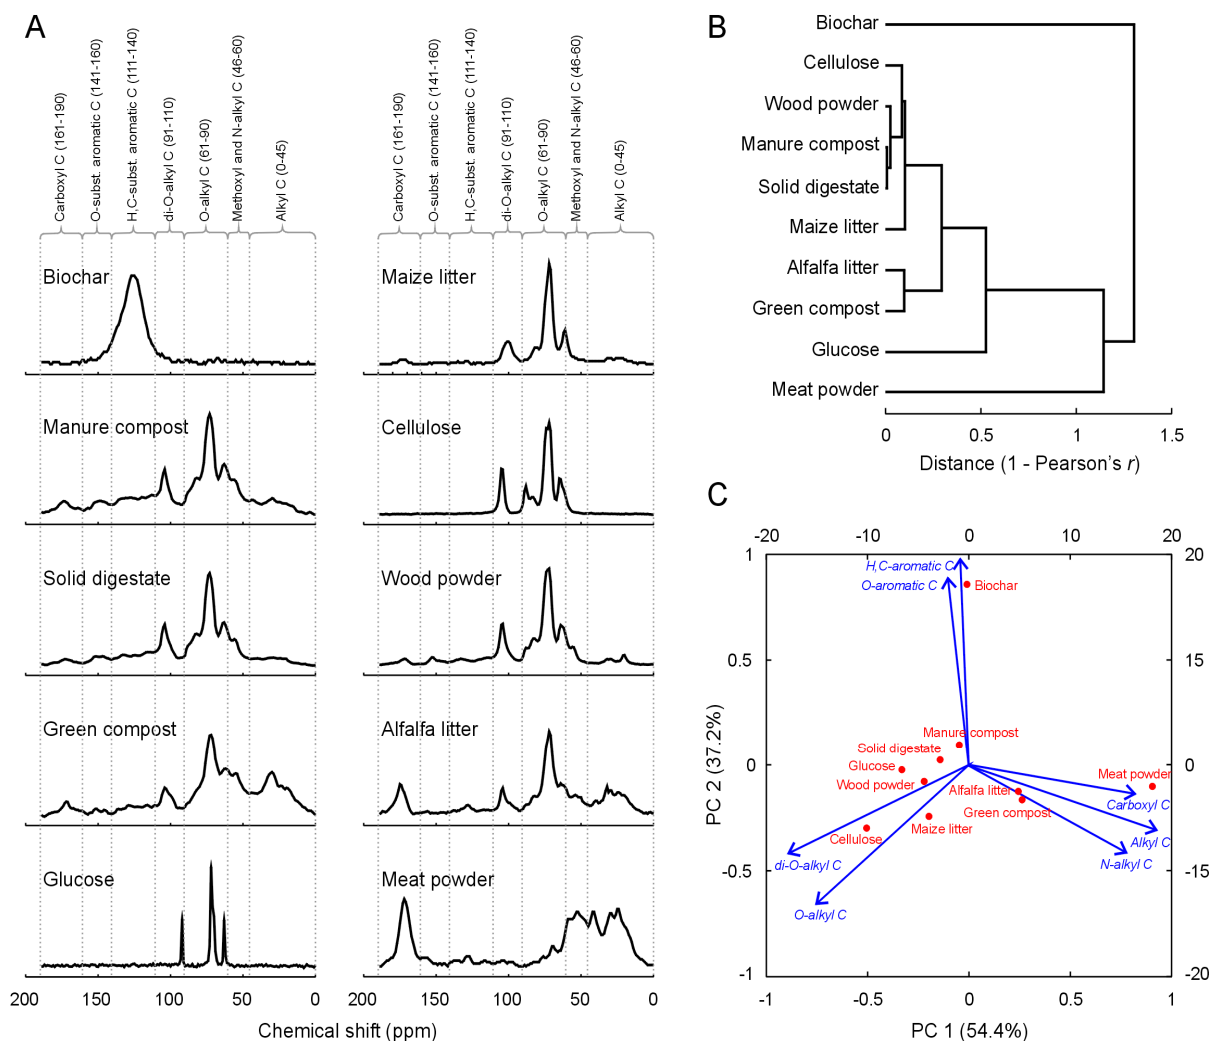 A
Carboxyl C (161-190)
O-subst. aromatic C (141-160)
H,C-subst. aromatic C (111-140)
di-O-alkyl C (91-110)
O-alkyl C (61-90)
Methoxyl and N-alkyl C (46-60)
Alkyl C (0-45)
Carboxyl C (161-190)
O-subst. aromatic C (141-160)
H,C-subst. aromatic C (111-140)
di-O-alkyl C (91-110)
O-alkyl C (61-90)
Methoxyl and N-alkyl C (46-60)
Alkyl C (0-45)
Biochar
Maize litter
Manure compost
Cellulose
Solid digestate
Wood powder
Green compost
Alfalfa litter
Glucose
Meat powder
200 150 100 50 0
200 150 100 50 0
Chemical shift (ppm)
B
Biochar
Cellulose
Wood powder
Manure compost
Solid digestate
Maize litter
Alfalfa litter
Green compost
Glucose
Meat powder
0 0.5 1 1.5
Distance (1 - Pearson's r)
C
-20 -10 0 10 20
1 20
0.5 15
0 0
-0.5 -15
-1 -20
-1 -0.5 0 0.5 1
PC 2 (37.2%)
PC 1 (54.4%)
H,C-aromatic C
O-aromatic C
Biochar
Manure compost
Solid digestate
Glucose
Wood powder
Meat powder
Alfalfa litter
Carboxyl C
Green compost
Maize litter
Cellulose
Alkyl C
di-O-alkyl C
N-alkyl C
O-alkyl C